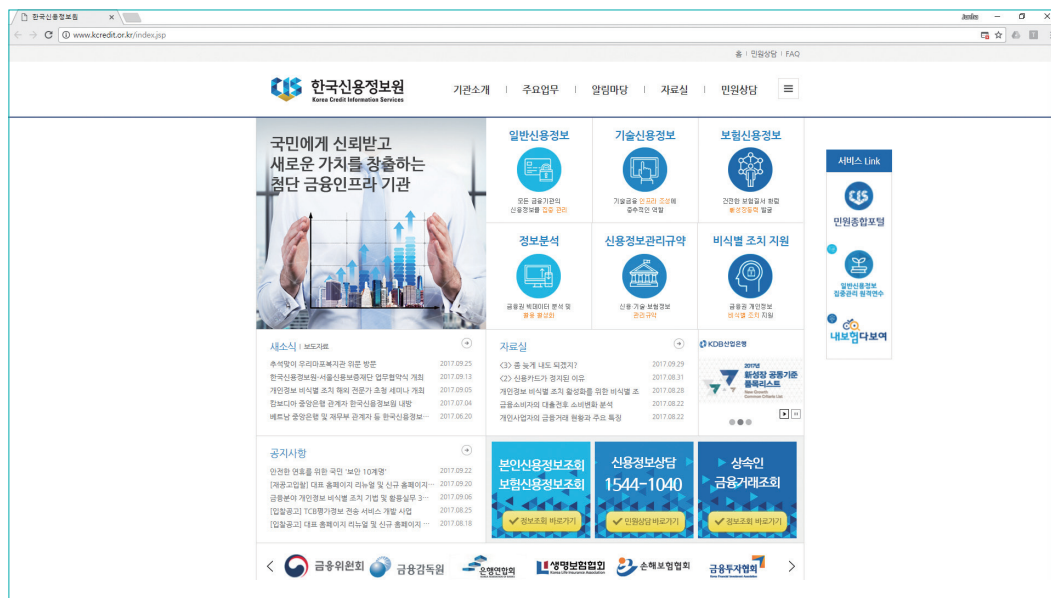 한국신용정보원
Junho
www.kcredit.or.kr/index.jsp
홈 | 민원상담 | FAQ
CIS 한국신용정보원
Korea Credit Information Services
기관소개 | 주요업무 | 알림마당 | 자료실 | 민원상담
국민에게 신뢰받고
새로운 가치를 창출하는
첨단 금융인프라 기관
일반신용정보
모든 금융기관의
신용정보를 집중 관리
기술신용정보
기술금융 인프라 조성에
중추적인 역할
보험신용정보
건전한 보험질서 확립
新성장동력 발굴
정보분석
금융권 빅데이터 분석 및
활용 활성화
신용정보관리규약
신용·기술·보험정보
관리규약
비식별 조치 지원
금융권 개인정보
비식별 조치 지원
서비스 Link
CIS
민원종합포털
일반신용정보
집중관리 원격연수
내보험다보여
새소식 | 보도자료
추석맞이 우리마포복지관 위문 방문 2017.09.25
한국신용정보원-서울신용보증재단 업무협약식 개최 2017.09.13
개인정보 비식별 조치 해외 전문가 초청 세미나 개최 2017.09.05
캄보디아 중앙은행 관계자 한국신용정보원 내방 2017.07.04
베트남 중앙은행 및 재무부 관계자 등 한국신용정보… 2017.06.20
자료실
<3> 좀 늦게 내도 되겠지? 2017.09.29
<2> 신용카드가 정지된 이유 2017.08.31
개인정보 비식별 조치 활성화를 위한 비식별 조 2017.08.28
금융소비자의 대출전후 소비변화 분석 2017.08.22
개인사업자의 금융거래 현황과 주요 특징 2017.08.22
KDB산업은행
2017년
新성장 공동기준
품목리스트
New Growth
Common Criteria List
공지사항
안전한 연휴를 위한 국민 '보안 10계명' 2017.09.22
[재공고입찰] 대표 홈페이지 리뉴얼 및 신규 홈페이지… 2017.09.20
금융분야 개인정보 비식별 조치 기법 및 활용실무 3… 2017.09.06
[입찰공고] TCB평가정보 전송 서비스 개발 사업 2017.08.25
[입찰공고] 대표 홈페이지 리뉴얼 및 신규 홈페이지 … 2017.08.18
본인신용정보조회
보험신용정보조회
정보조회 바로가기
신용정보상담
1544-1040
민원상담 바로가기
상속인
금융거래조회
정보조회 바로가기
금융위원회 금융감독원 은행연합회 생명보험협회 손해보험협회 금융투자협회